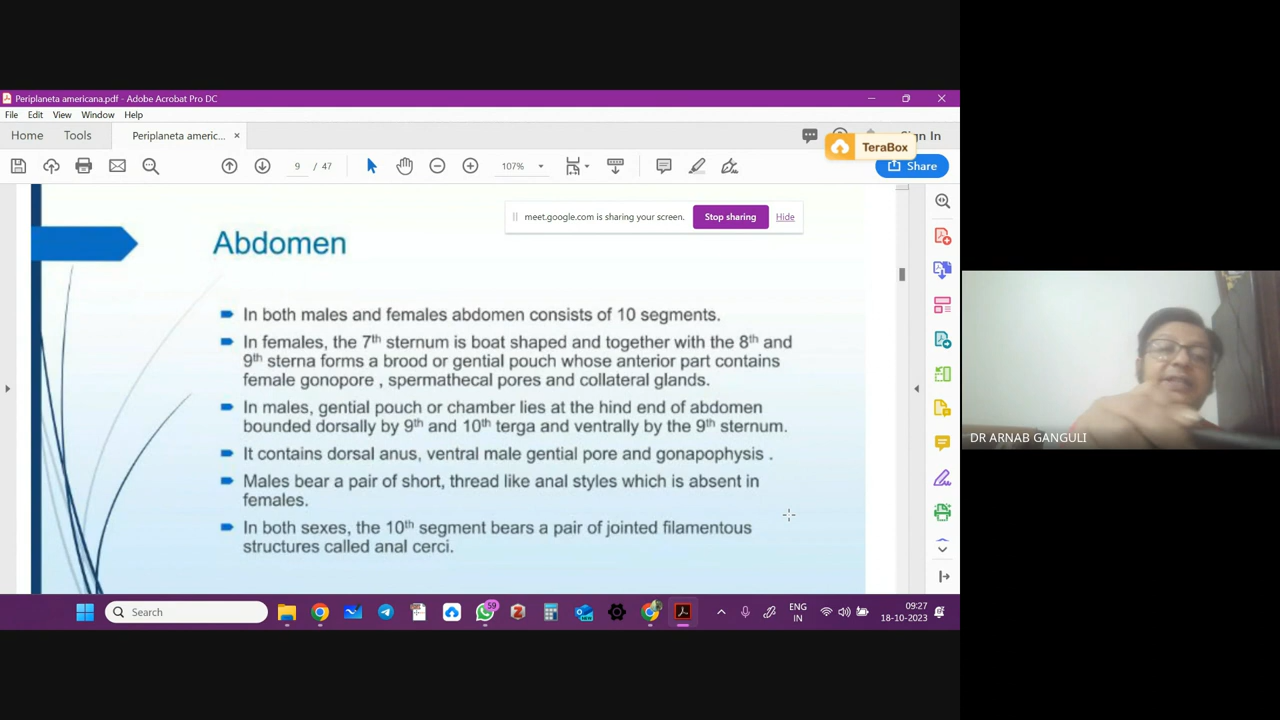 Periplaneta americana.pdf - Adobe Acrobat Pro DC
File Edit View Window Help
Home Tools Periplaneta americ... × Sign In
TeraBox
9 / 47 107% Share
meet.google.com is sharing your screen. Stop sharing Hide
Abdomen
In both males and females abdomen consists of 10 segments.
In females, the 7th sternum is boat shaped and together with the 8th and
9th sterna forms a brood or gential pouch whose anterior part contains
female gonopore , spermathecal pores and collateral glands.
In males, gential pouch or chamber lies at the hind end of abdomen
bounded dorsally by 9th and 10th terga and ventrally by the 9th sternum.
It contains dorsal anus, ventral male gential pore and gonapophysis .
Males bear a pair of short, thread like anal styles which is absent in
females.
In both sexes, the 10th segment bears a pair of jointed filamentous
structures called anal cerci.
DR ARNAB GANGULI
Search
59
ENG
IN
09:27
18-10-2023